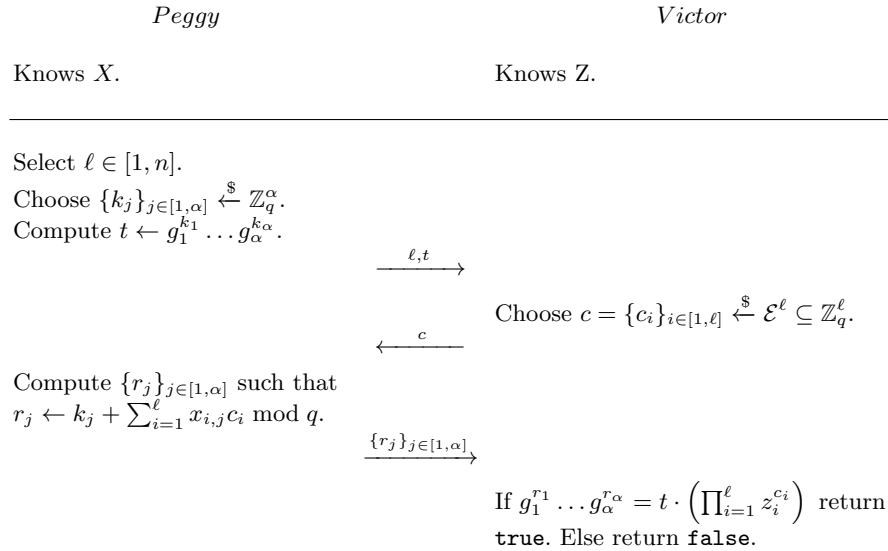 Peggy Victor
Knows X. Knows Z.
Select ℓ ∈ [1, n].
Choose {k_j}_{j∈[1,α]} ←$ ℤ_q^α.
Compute t ← g_1^{k_1} … g_α^{k_α}.
ℓ,t
Choose c = {c_i}_{i∈[1,ℓ]} ←$ ℰ^ℓ ⊆ ℤ_q^ℓ.
c
Compute {r_j}_{j∈[1,α]} such that
r_j ← k_j + ∑_{i=1}^ℓ x_{i,j}c_i mod q.
{r_j}_{j∈[1,α]}
If g_1^{r_1} … g_α^{r_α} = t · (∏_{i=1}^ℓ z_i^{c_i}) return
true. Else return false.